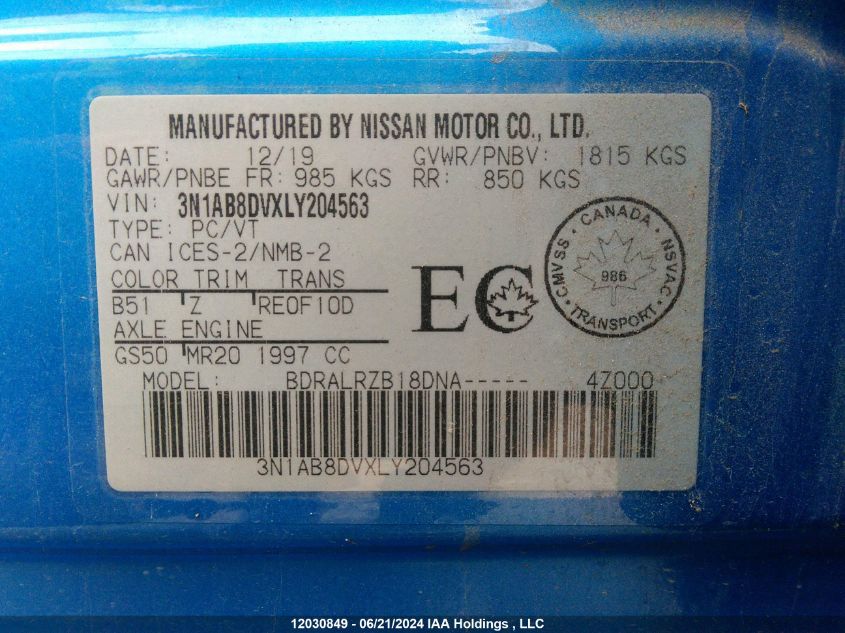 MANUFACTURED BY NISSAN MOTOR CO., LTD.
DATE: 12/19 GVWR/PNBV: 1815 KGS
GAWR/PNBE FR: 985 KGS RR: 850 KGS
VIN: 3N1AB8DVXLY204563
TYPE: PC/VT
CAN ICES-2/NMB-2
COLOR TRIM TRANS
B51 Z RE0F10D
AXLE ENGINE
GS50 MR20 1997 CC
EC
CANADA
CMVSS NSVAC
986
TRANSPORT
MODEL: BDRALRZB18DNA----- 4Z000
3N1AB8DVXLY204563
12030849 - 06/21/2024 IAA Holdings , LLC